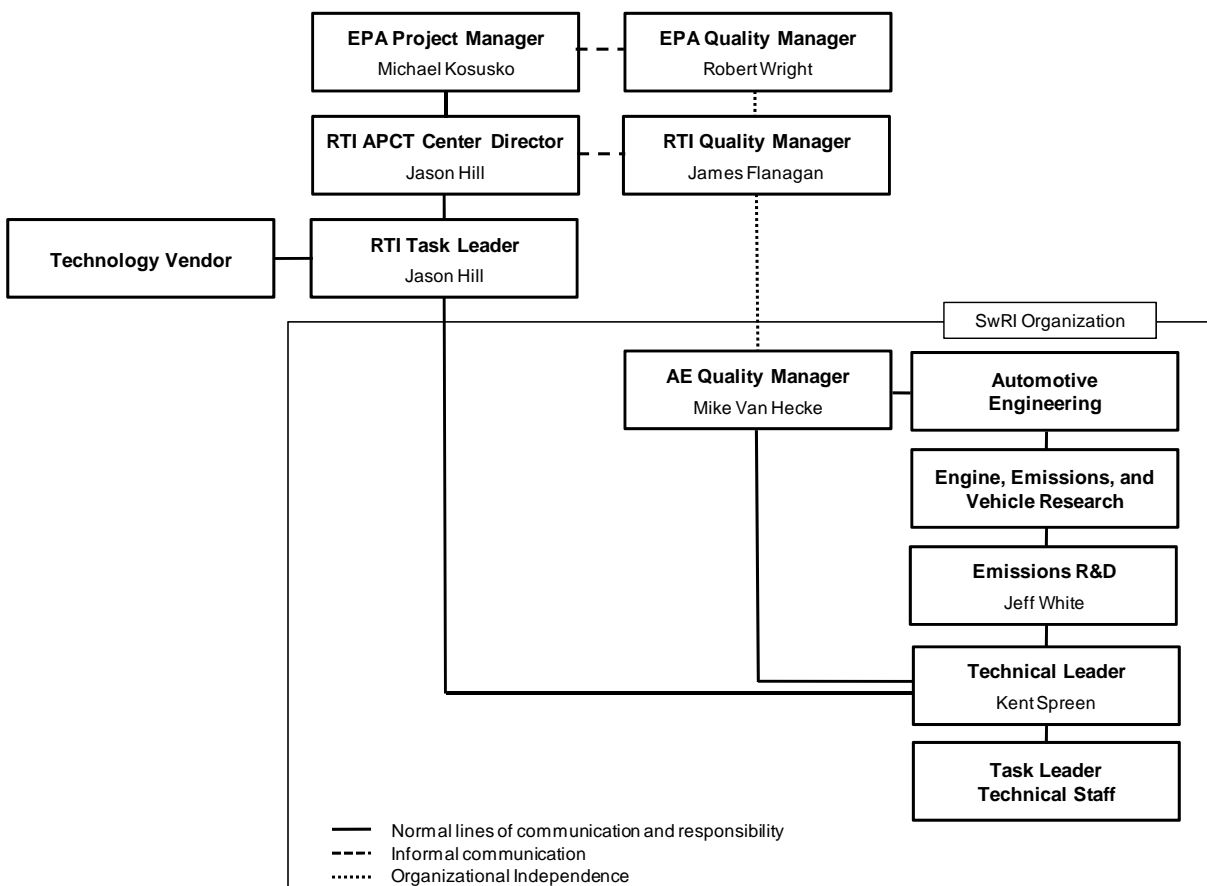 EPA Project Manager
Michael Kosusko
EPA Quality Manager
Robert Wright
RTI APCT Center Director
Jason Hill
RTI Quality Manager
James Flanagan
Technology Vendor
RTI Task Leader
Jason Hill
SwRI Organization
AE Quality Manager
Mike Van Hecke
Automotive
Engineering
Engine, Emissions, and
Vehicle Research
Emissions R&D
Jeff White
Technical Leader
Kent Spreen
Task Leader
Technical Staff
Normal lines of communication and responsibility
Informal communication
Organizational Independence